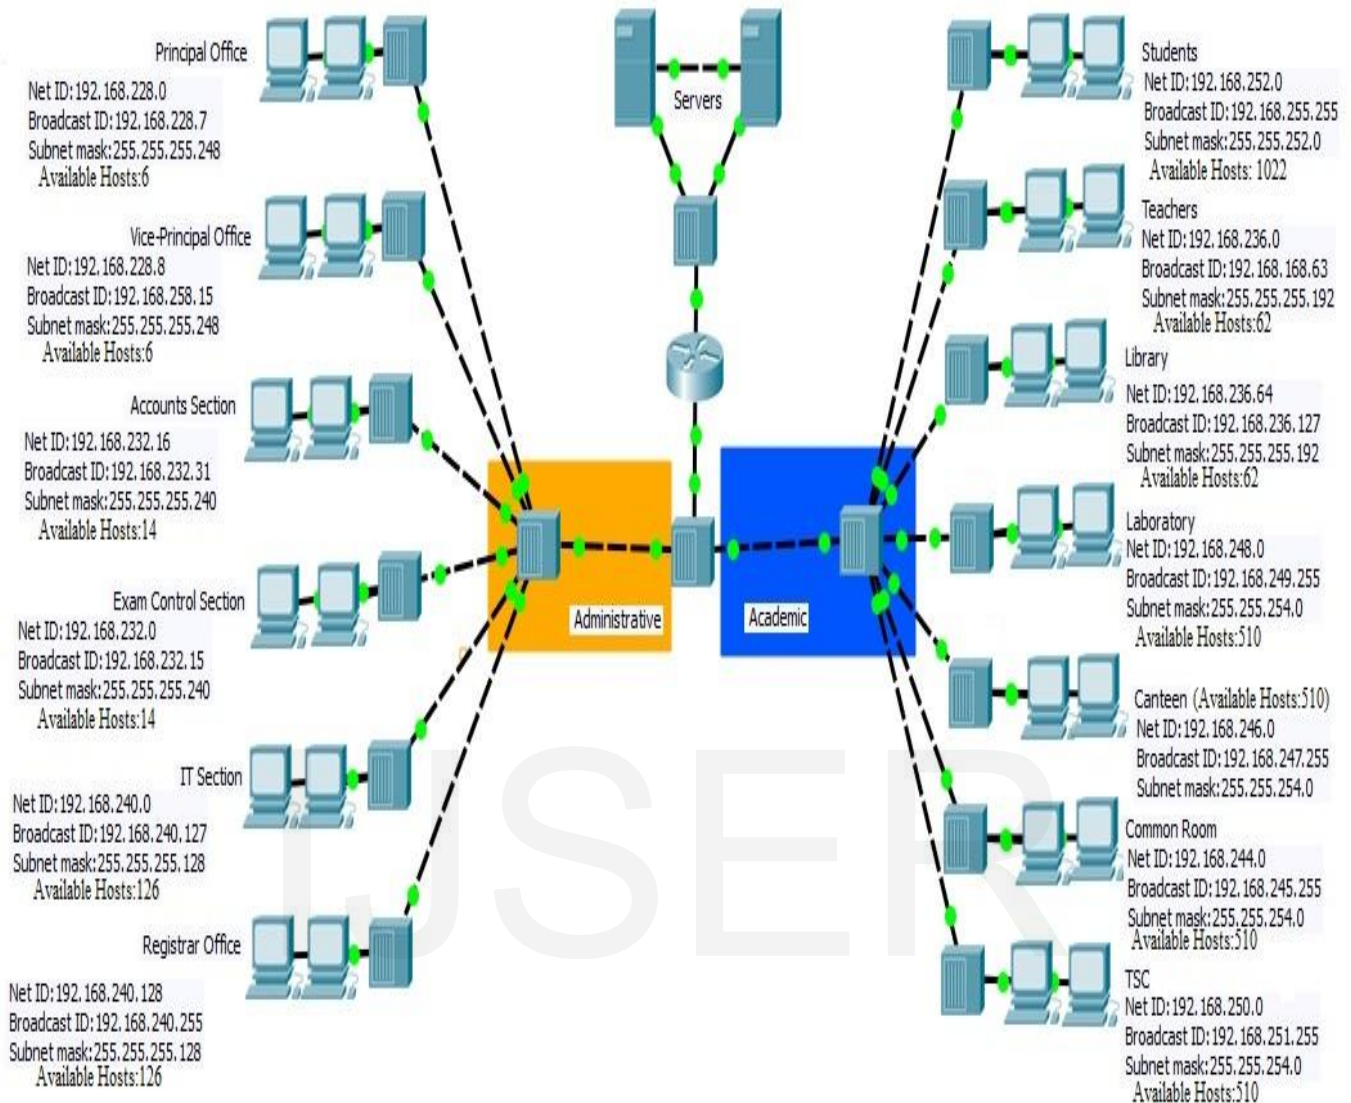 Principal Office
Net ID:192.168.228.0
Broadcast ID:192.168.228.7
Subnet mask:255.255.255.248
Available Hosts:6
Vice-Principal Office
Net ID:192.168.228.8
Broadcast ID:192.168.258.15
Subnet mask:255.255.255.248
Available Hosts:6
Accounts Section
Net ID:192.168.232.16
Broadcast ID:192.168.232.31
Subnet mask:255.255.255.240
Available Hosts:14
Exam Control Section
Net ID:192.168.232.0
Broadcast ID:192.168.232.15
Subnet mask:255.255.255.240
Available Hosts:14
IT Section
Net ID:192.168.240.0
Broadcast ID:192.168.240.127
Subnet mask:255.255.255.128
Available Hosts:126
Registrar Office
Net ID:192.168.240.128
Broadcast ID:192.168.240.255
Subnet mask:255.255.255.128
Available Hosts:126
Servers
Administrative
Academic
Students
Net ID:192.168.252.0
Broadcast ID:192.168.255.255
Subnet mask:255.255.252.0
Available Hosts: 1022
Teachers
Net ID:192.168.236.0
Broadcast ID:192.168.168.63
Subnet mask:255.255.255.192
Available Hosts:62
Library
Net ID:192.168.236.64
Broadcast ID:192.168.236.127
Subnet mask:255.255.255.192
Available Hosts:62
Laboratory
Net ID:192.168.248.0
Broadcast ID:192.168.249.255
Subnet mask:255.255.254.0
Available Hosts:510
Canteen (Available Hosts:510)
Net ID:192.168.246.0
Broadcast ID:192.168.247.255
Subnet mask:255.255.254.0
Common Room
Net ID:192.168.244.0
Broadcast ID:192.168.245.255
Subnet mask:255.255.254.0
Available Hosts:510
TSC
Net ID:192.168.250.0
Broadcast ID:192.168.251.255
Subnet mask:255.255.254.0
Available Hosts:510
IJSER